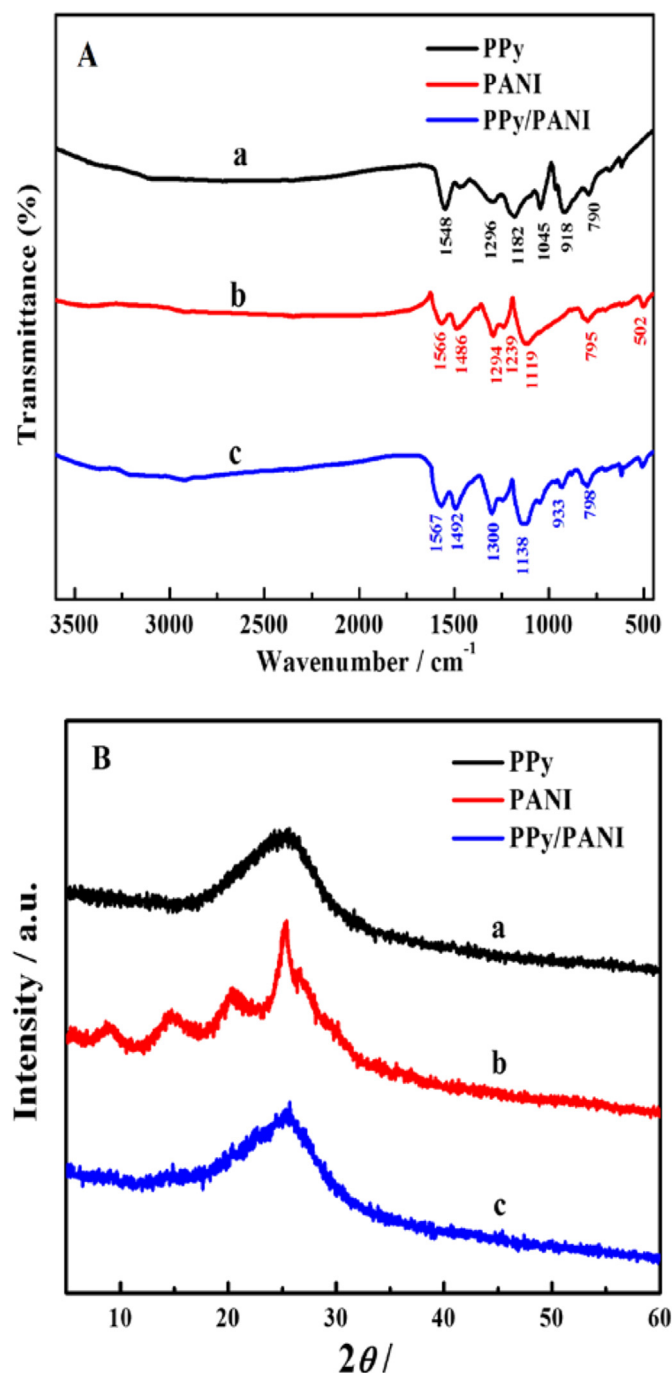 A
PPy
PANI
PPy/PANI
a
1548
1296
1182
1045
918
790
b
1566
1486
1294
1239
1119
795
502
c
1567
1492
1300
1138
933
798
Transmittance (%)
3500 3000 2500 2000 1500 1000 450
Wavenumber / cm⁻¹
B
PPy
PANI
PPy/PANI
a
b
c
Intensity / a.u.
10 20 30 40 50 60
2θ /